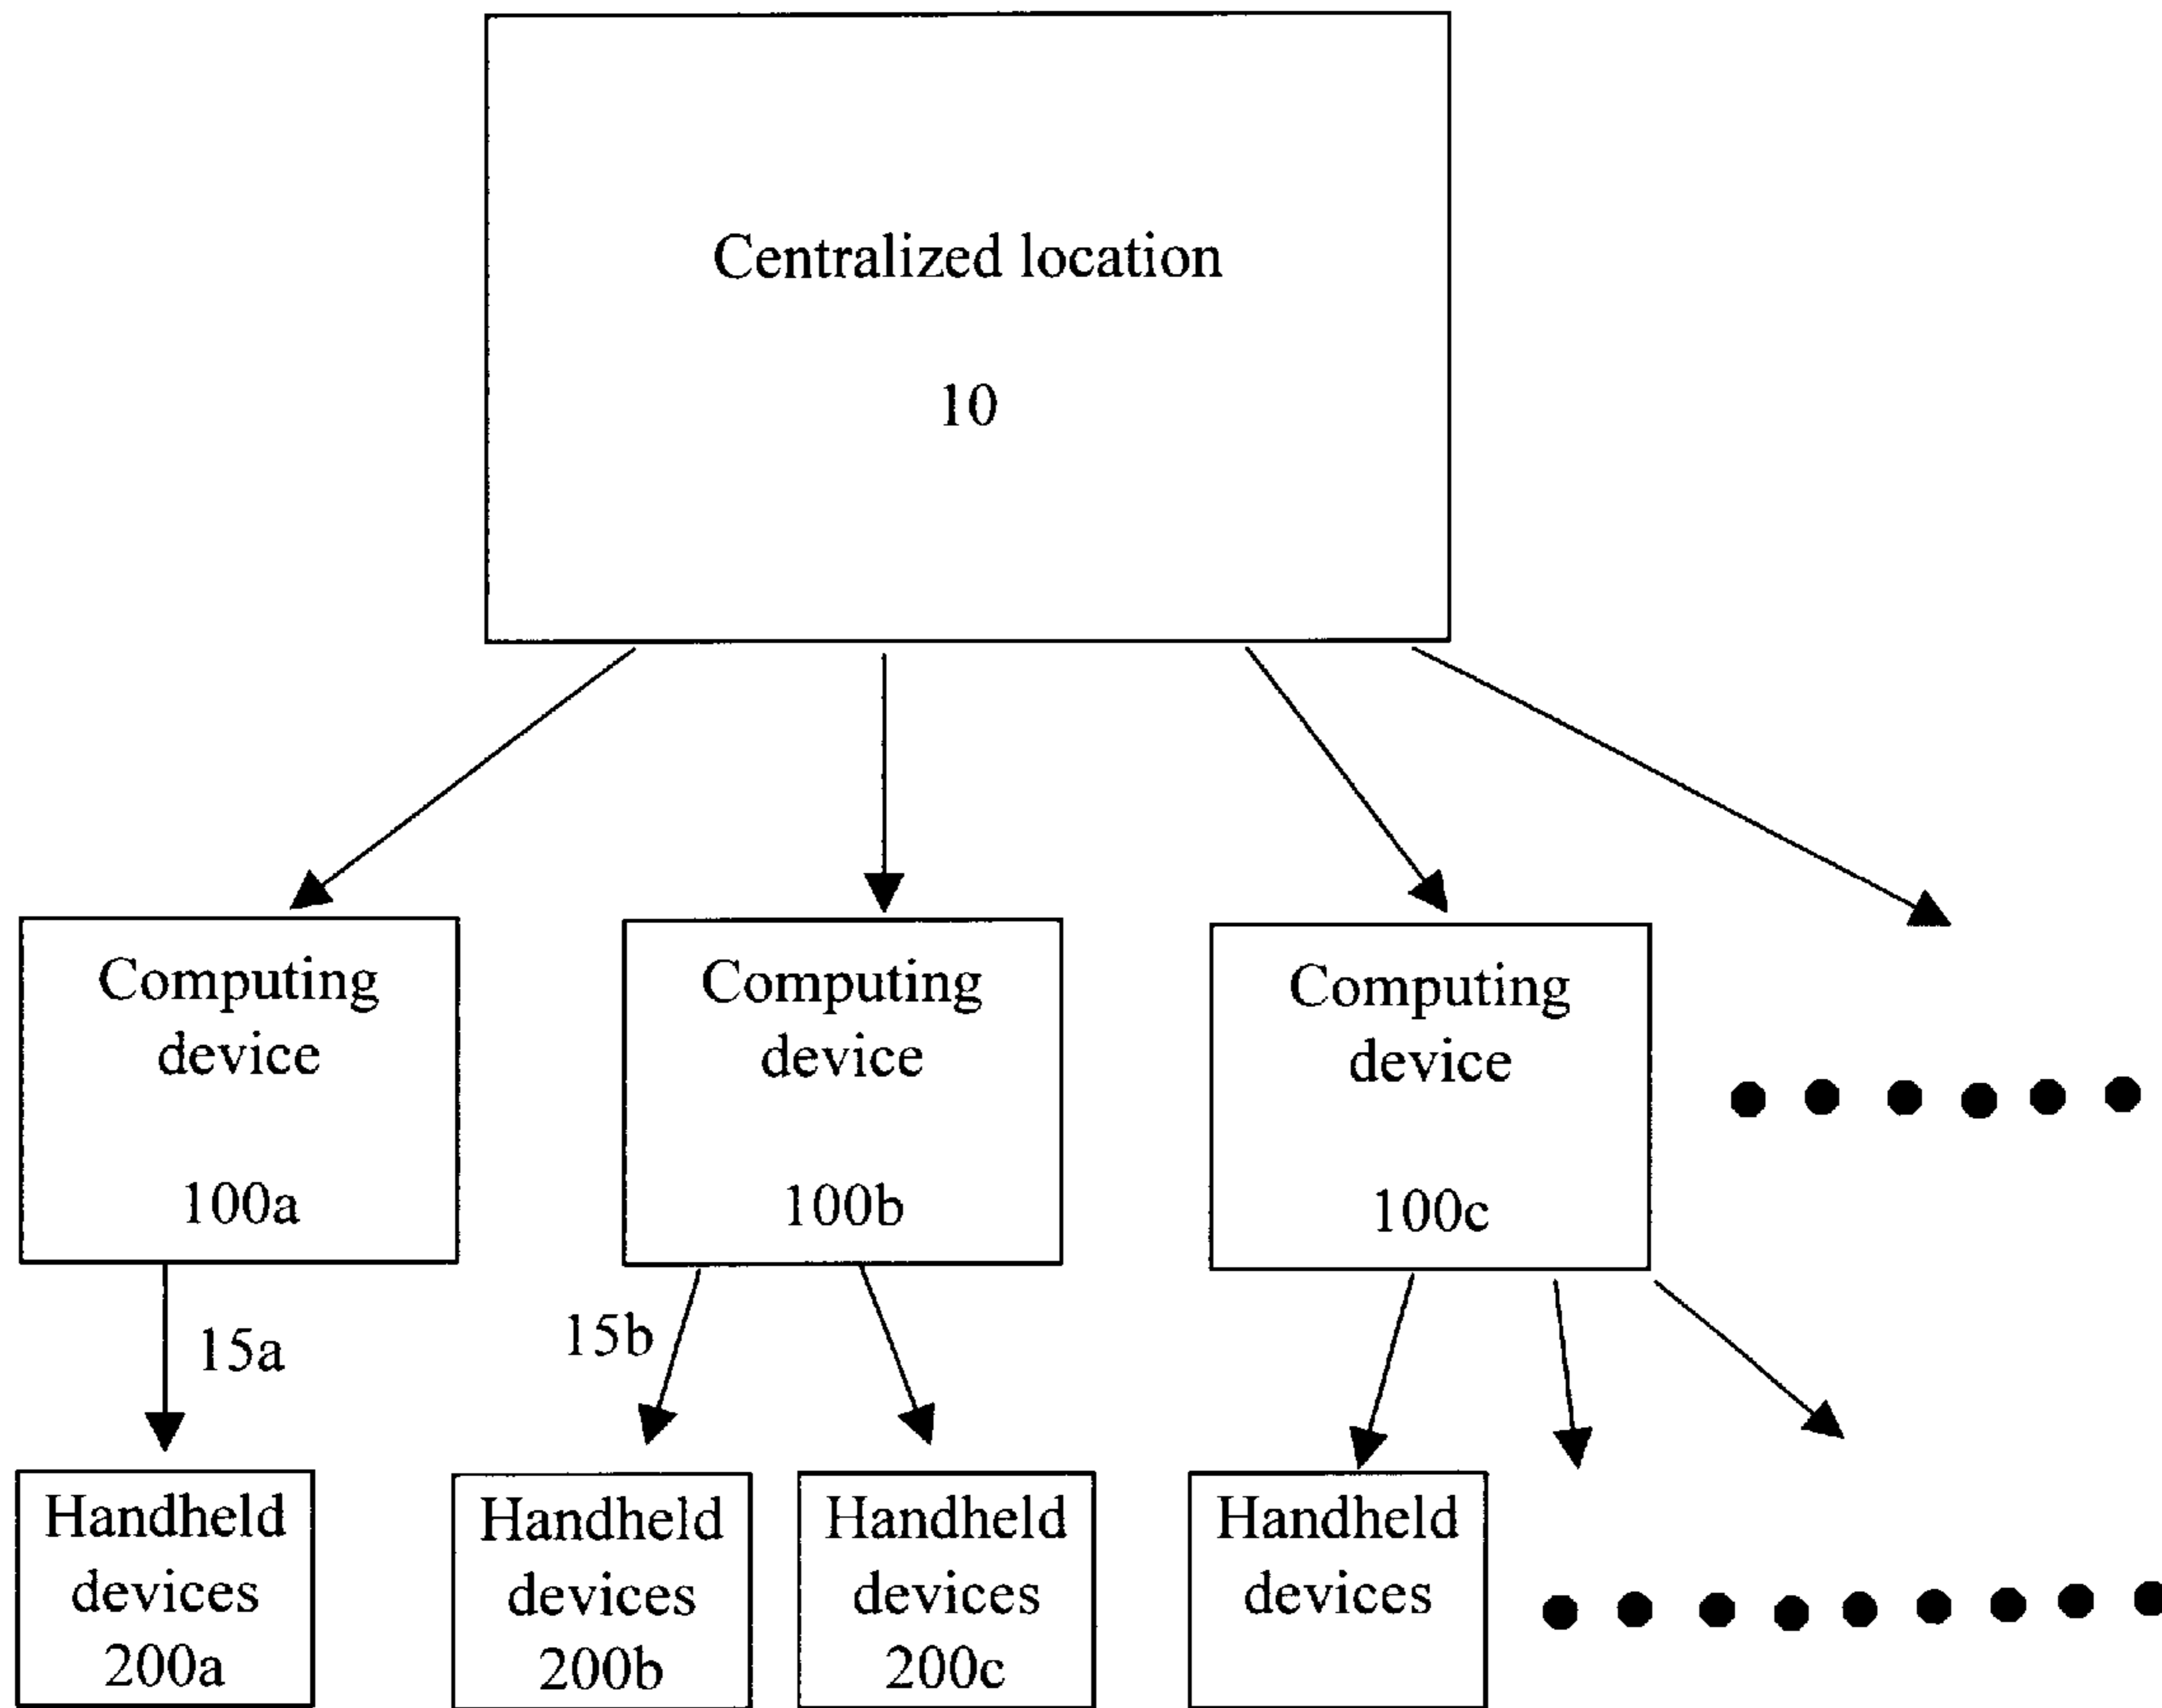 Centralized location
10
Computing
device
100a
Computing
device
100b
Computing
device
100c
15a
15b
Handheld
devices
200a
Handheld
devices
200b
Handheld
devices
200c
Handheld
devices